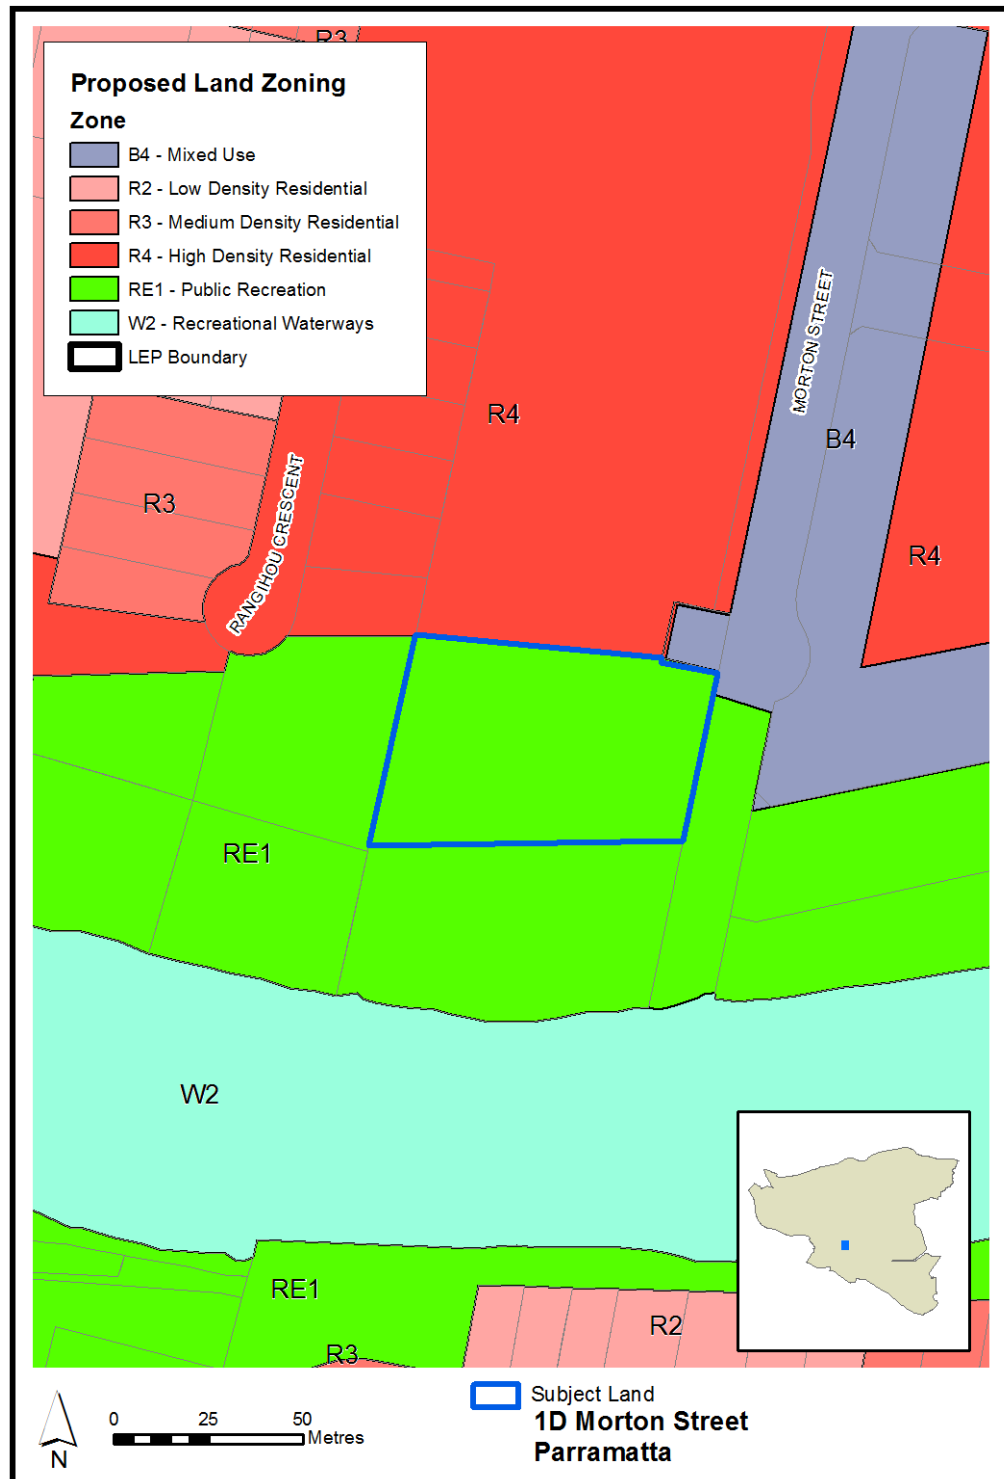 R3
Proposed Land Zoning
Zone
B4 - Mixed Use
R2 - Low Density Residential
R3 - Medium Density Residential
R4 - High Density Residential
RE1 - Public Recreation
W2 - Recreational Waterways
LEP Boundary
MORTON STREET
R4
B4
R3
RANGIHOU CRESCENT
R4
RE1
W2
RE1
R2
R3
N
0 25 50
Metres
Subject Land
1D Morton Street
Parramatta